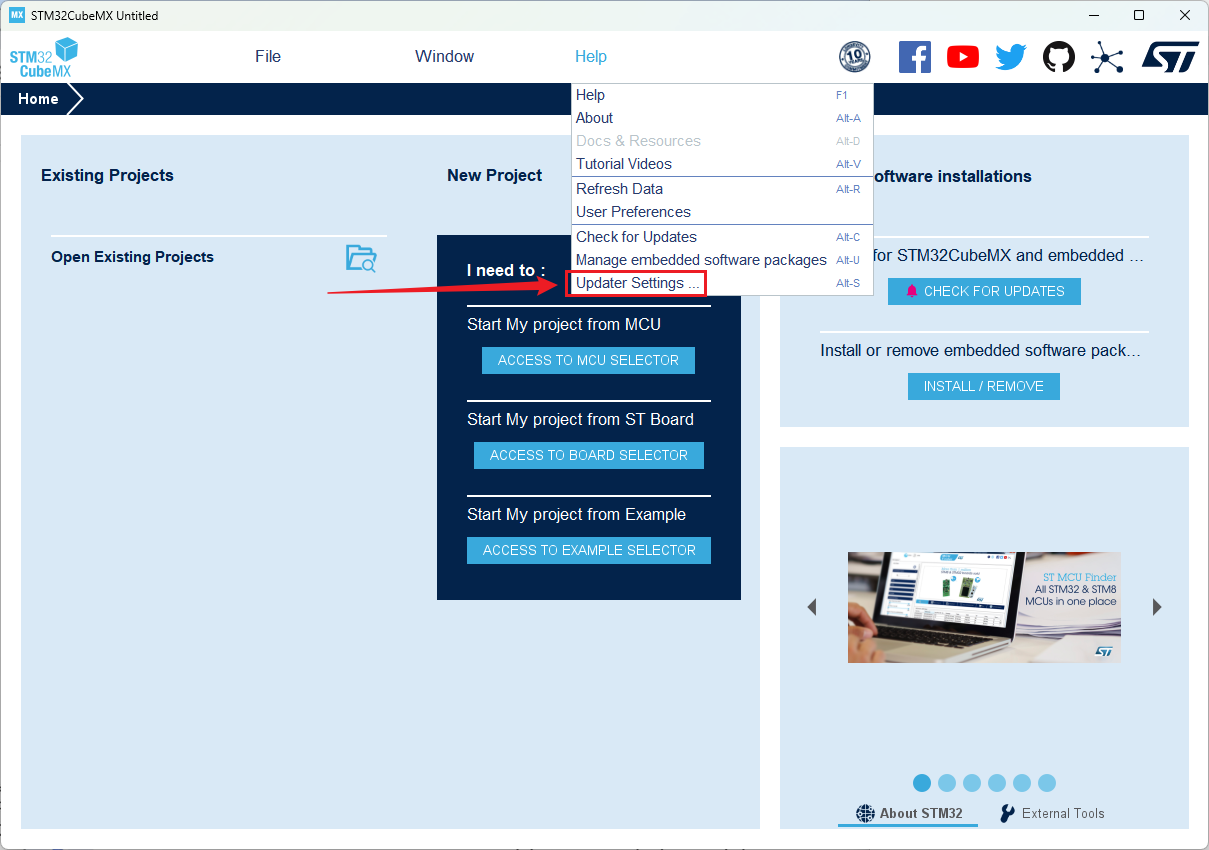 MX STM32CubeMX Untitled
STM32
CubeMX
File
Window
Help
10
Home
Help F1
About Alt-A
Docs & Resources Alt-D
Tutorial Videos Alt-V
Refresh Data Alt-R
User Preferences
Check for Updates Alt-C
Manage embedded software packages Alt-U
Updater Settings ... Alt-S
Existing Projects
Open Existing Projects
New Project
I need to :
Start My project from MCU
ACCESS TO MCU SELECTOR
Start My project from ST Board
ACCESS TO BOARD SELECTOR
Start My project from Example
ACCESS TO EXAMPLE SELECTOR
oftware installations
for STM32CubeMX and embedded ...
CHECK FOR UPDATES
Install or remove embedded software pack...
INSTALL / REMOVE
ST MCU Finder
All STM32 & STM8
MCUs in one place
About STM32
External Tools